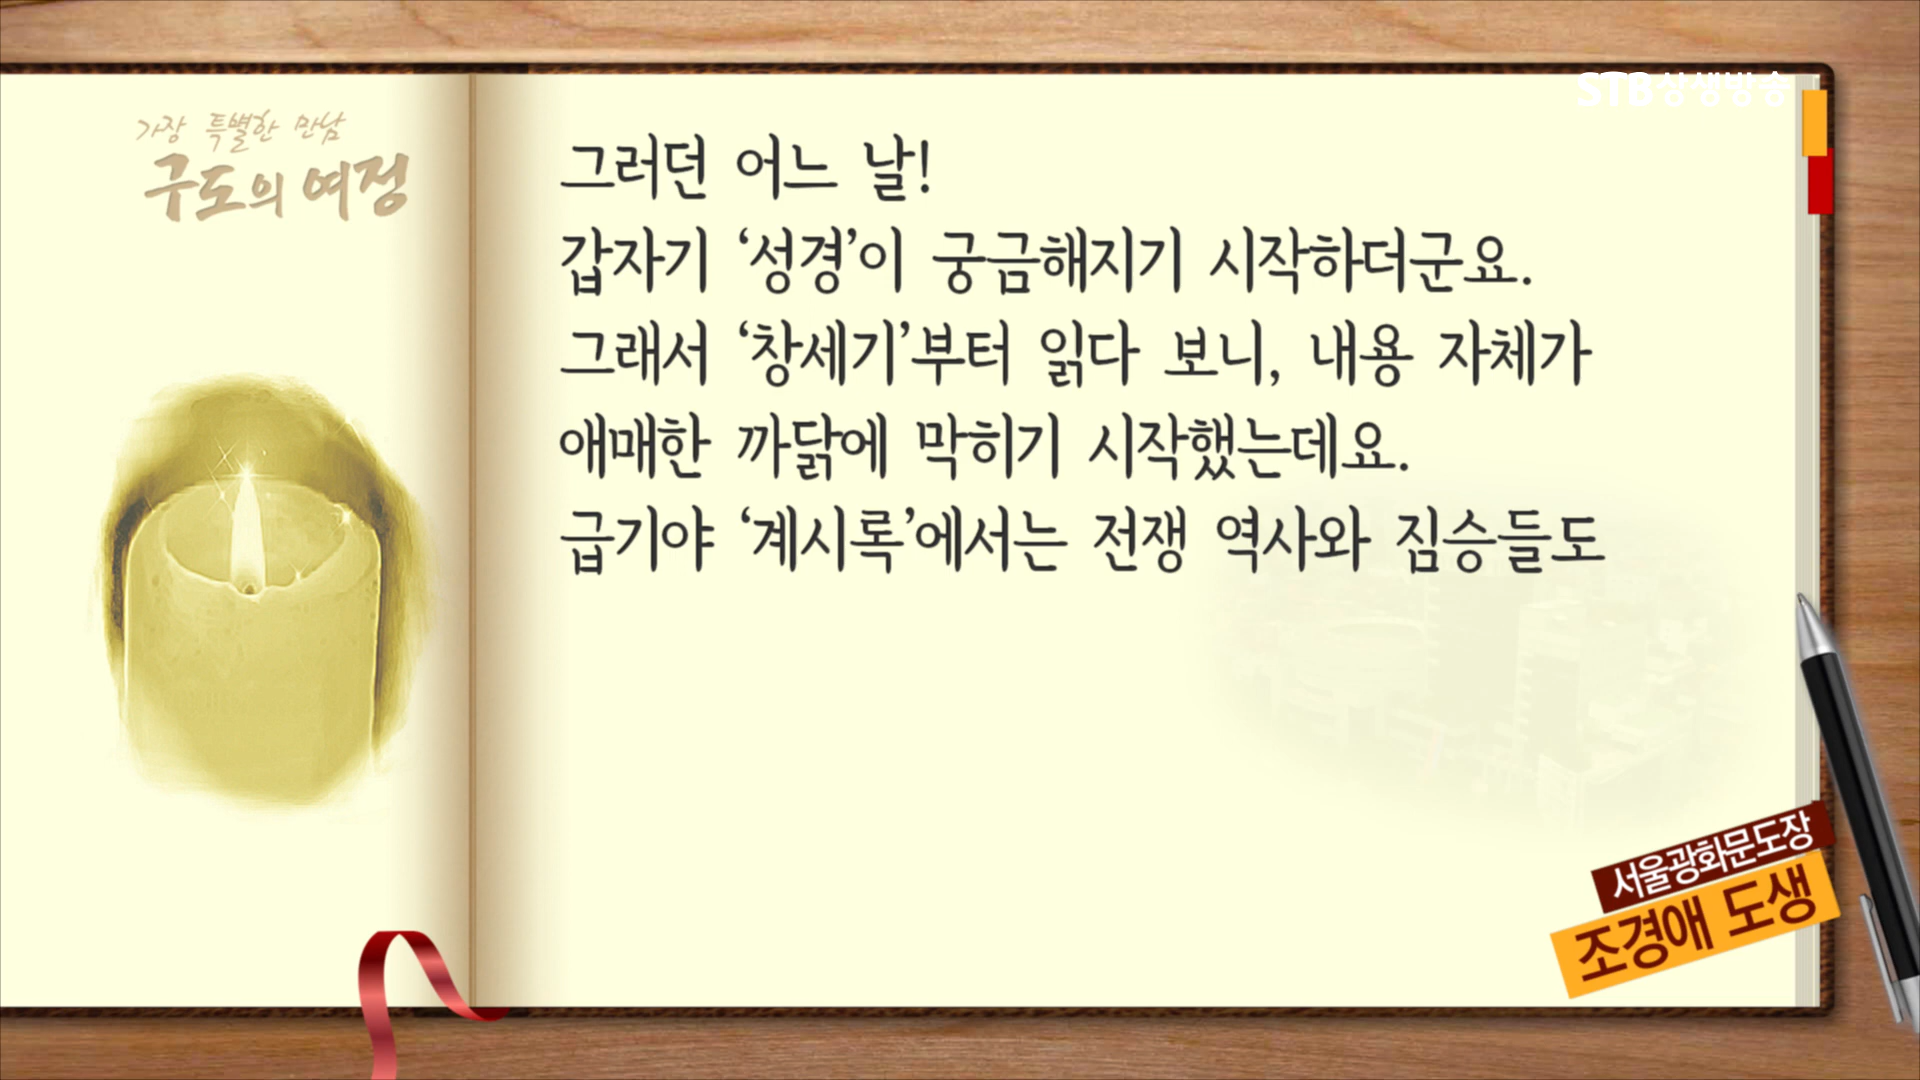 STB상생방송
가장 특별한 만남
구도의 여정
그러던 어느 날!
갑자기 ‘성경’이 궁금해지기 시작하더군요.
그래서 ‘창세기’부터 읽다 보니, 내용 자체가
애매한 까닭에 막히기 시작했는데요.
급기야 ‘계시록’에서는 전쟁 역사와 짐승들도
서울광화문도장
조경애 도생